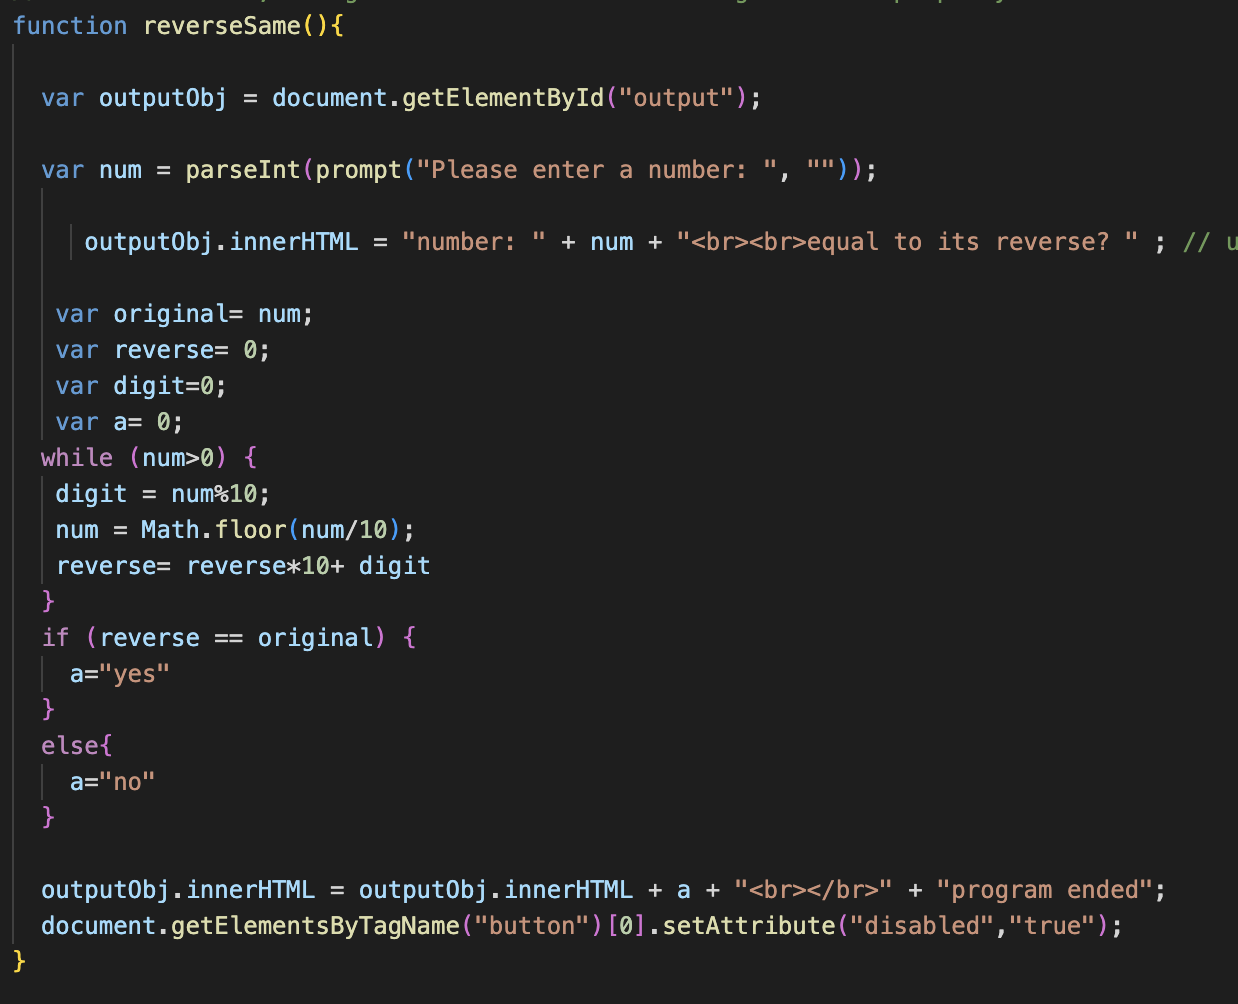 function reverseSame(){
var outputObj = document.getElementById("output");
var num = parseInt(prompt("Please enter a number: ", ""));
outputObj.innerHTML = "number: " + num + "<br><br>equal to its reverse? " ; // u
var original= num;
var reverse= 0;
var digit=0;
var a= 0;
while (num>0) {
digit = num%10;
num = Math.floor(num/10);
reverse= reverse*10+ digit
}
if (reverse == original) {
a="yes"
}
else{
a="no"
}
outputObj.innerHTML = outputObj.innerHTML + a + "<br></br>" + "program ended";
document.getElementsByTagName("button")[0].setAttribute("disabled","true");
}